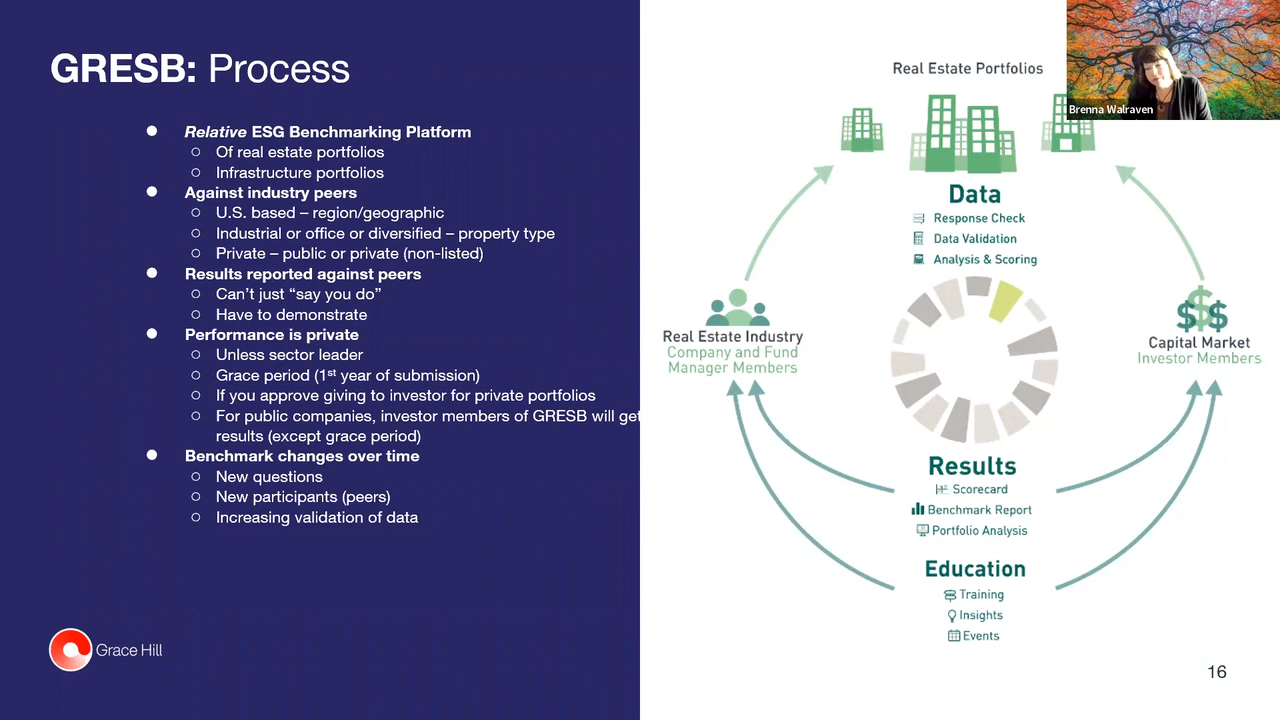 GRESB: Process
● Relative ESG Benchmarking Platform
○ Of real estate portfolios
○ Infrastructure portfolios
● Against industry peers
○ U.S. based – region/geographic
○ Industrial or office or diversified – property type
○ Private – public or private (non-listed)
● Results reported against peers
○ Can’t just “say you do”
○ Have to demonstrate
● Performance is private
○ Unless sector leader
○ Grace period (1st year of submission)
○ If you approve giving to investor for private portfolios
○ For public companies, investor members of GRESB will get
results (except grace period)
● Benchmark changes over time
○ New questions
○ New participants (peers)
○ Increasing validation of data
Grace Hill
Real Estate Portfolios
Brenna Walraven
Data
Response Check
Data Validation
Analysis & Scoring
Real Estate Industry
Company and Fund
Manager Members
$$$
Capital Market
Investor Members
Results
Scorecard
Benchmark Report
Portfolio Analysis
Education
Training
Insights
Events
16